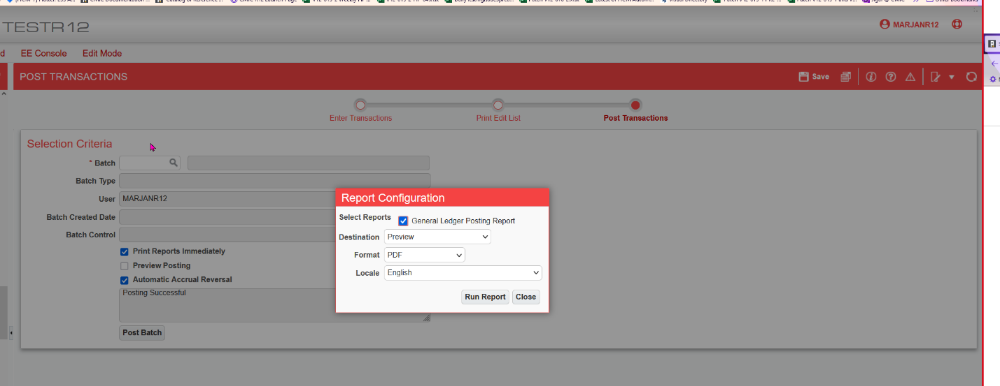 TESTR12
MARJANR12
EE Console Edit Mode
POST TRANSACTIONS
Save
Enter Transactions Print Edit List Post Transactions
Selection Criteria
* Batch
Batch Type
User MARJANR12
Batch Created Date
Batch Control
Print Reports Immediately
Preview Posting
Automatic Accrual Reversal
Posting Successful
Post Batch
Report Configuration
Select Reports General Ledger Posting Report
Destination Preview
Format PDF
Locale English
Run Report Close